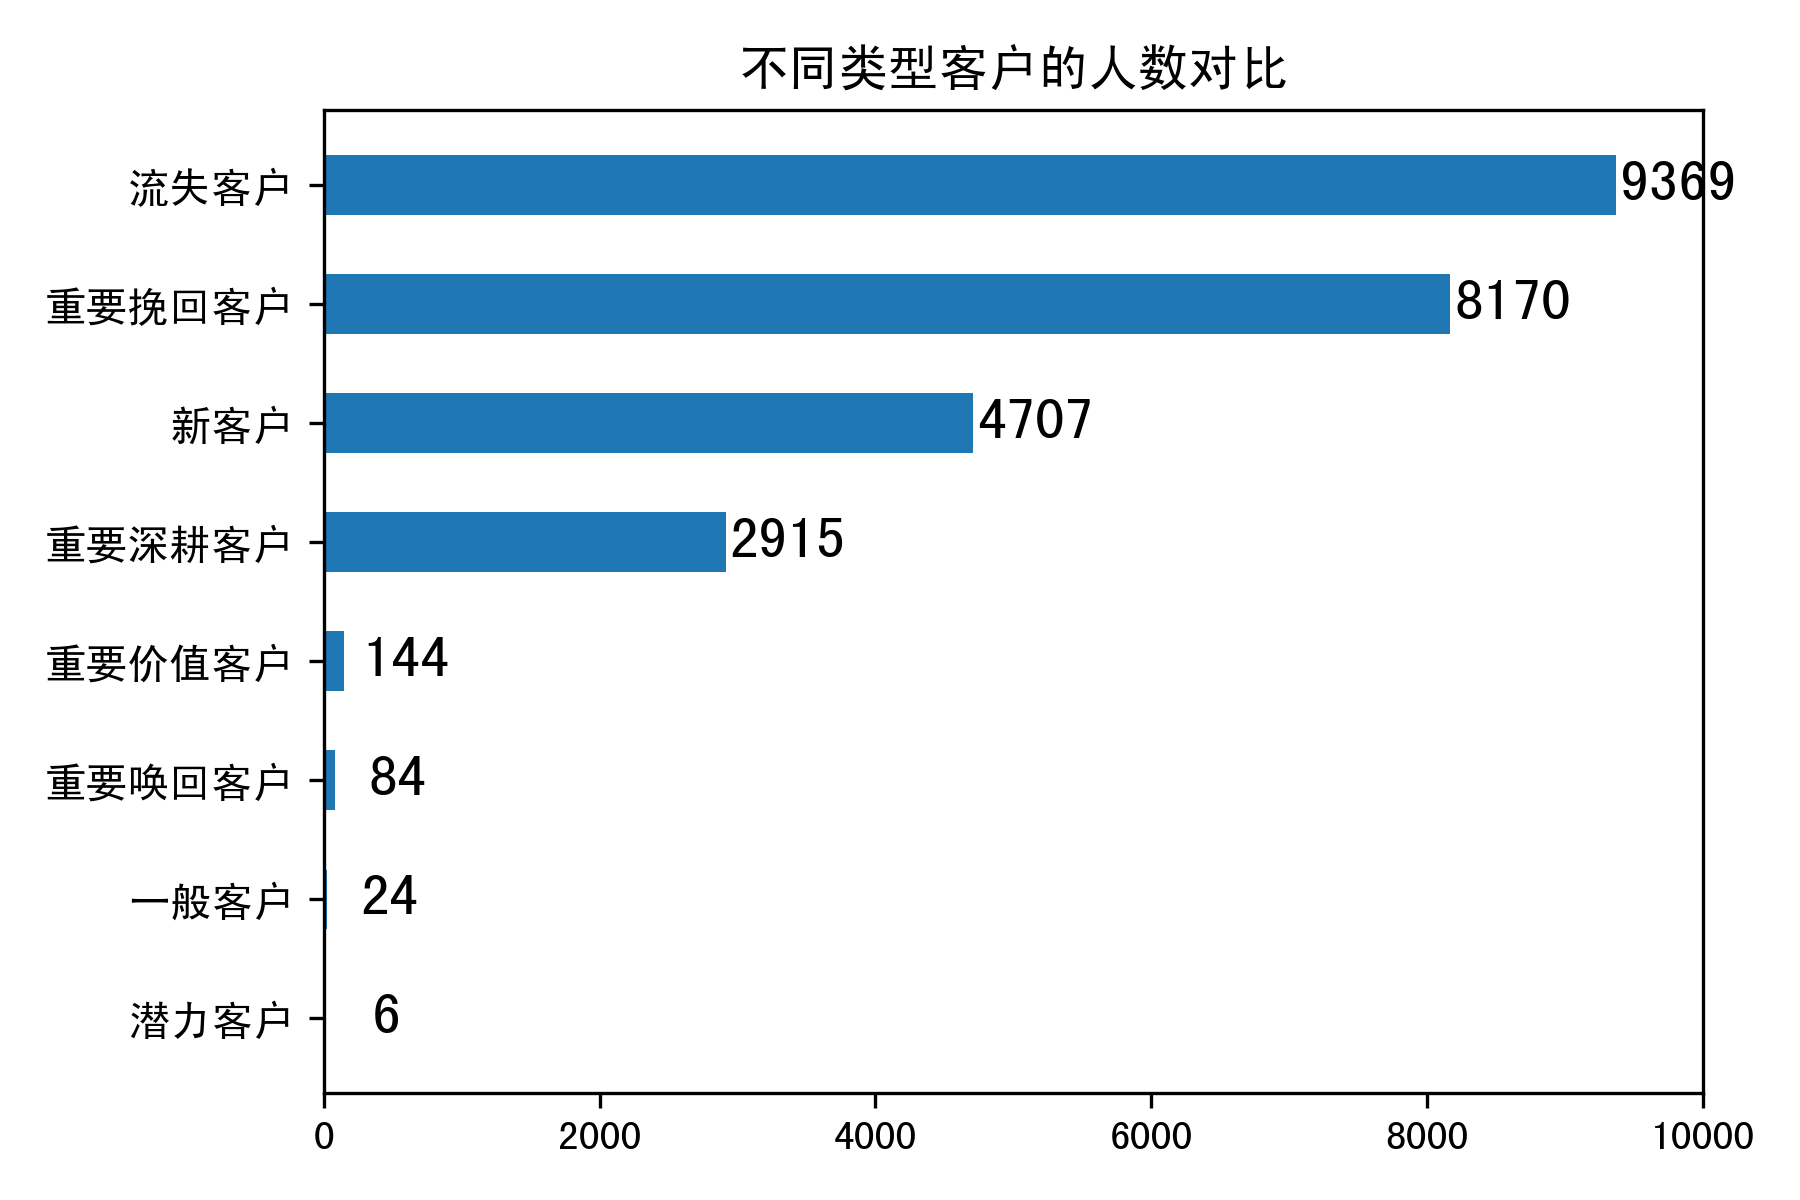 不同类型客户的人数对比
流失客户 9369
重要挽回客户 8170
新客户 4707
重要深耕客户 2915
重要价值客户 144
重要唤回客户 84
一般客户 24
潜力客户 6
0 2000 4000 6000 8000 10000